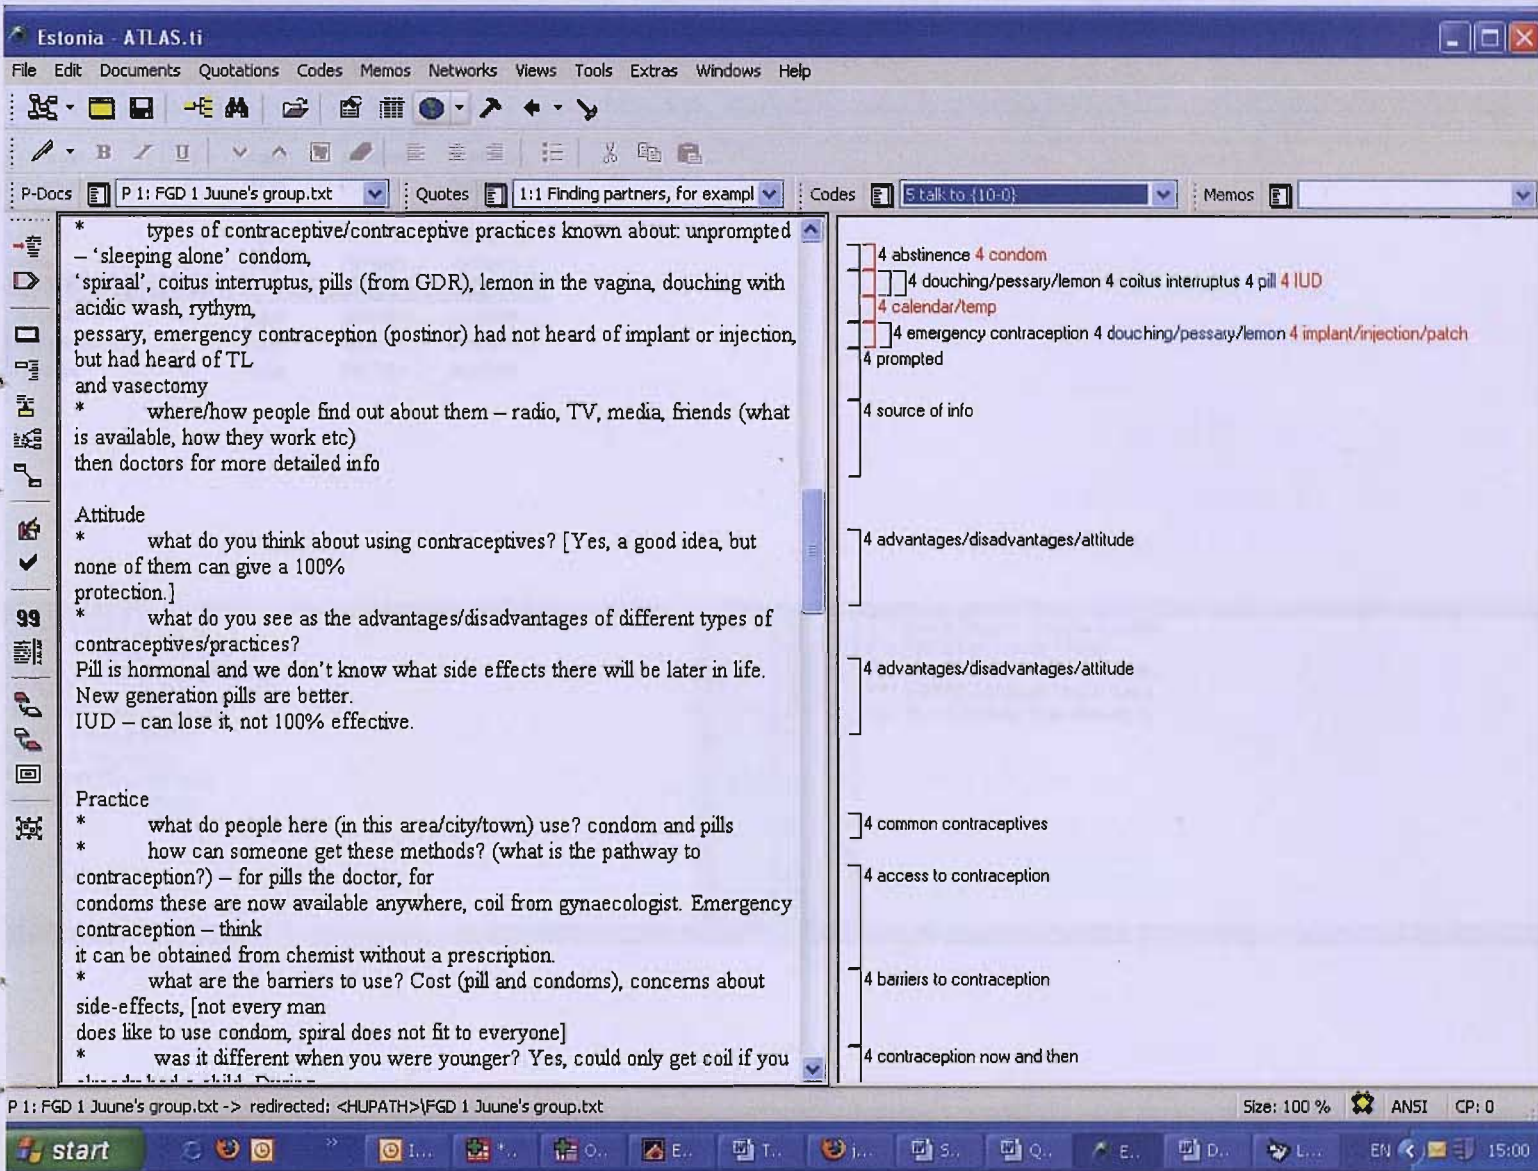 Estonia - ATLAS.ti
File Edit Documents Quotations Codes Memos Networks Views Tools Extras Windows Help
B I U
P-Docs P 1: FGD 1 Juune's group.txt Quotes 1:1 Finding partners, for exampl Codes 5 talk to {10-0} Memos
* types of contraceptive/contraceptive practices known about: unprompted
– 'sleeping alone' condom,
'spiraal', coitus interruptus, pills (from GDR), lemon in the vagina, douching with
acidic wash, rythym,
pessary, emergency contraception (postinor) had not heard of implant or injection,
but had heard of TL
and vasectomy
* where/how people find out about them – radio, TV, media, friends (what
is available, how they work etc)
then doctors for more detailed info
Attitude
* what do you think about using contraceptives? [Yes, a good idea, but
none of them can give a 100%
protection.]
* what do you see as the advantages/disadvantages of different types of
contraceptives/practices?
Pill is hormonal and we don't know what side effects there will be later in life.
New generation pills are better.
IUD – can lose it, not 100% effective.
Practice
* what do people here (in this area/city/town) use? condom and pills
* how can someone get these methods? (what is the pathway to
contraception?) – for pills the doctor, for
condoms these are now available anywhere, coil from gynaecologist. Emergency
contraception – think
it can be obtained from chemist without a prescription.
* what are the barriers to use? Cost (pill and condoms), concerns about
side-effects, [not every man
does like to use condom, spiral does not fit to everyone]
* was it different when you were younger? Yes, could only get coil if you
4 abstinence 4 condom
4 douching/pessary/lemon 4 coitus interruptus 4 pill 4 IUD
4 calendar/temp
4 emergency contraception 4 douching/pessary/lemon 4 implant/injection/patch
4 prompted
4 source of info
4 advantages/disadvantages/attitude
4 advantages/disadvantages/attitude
4 common contraceptives
4 access to contraception
4 barriers to contraception
4 contraception now and then
P 1: FGD 1 Juune's group.txt -> redirected: <HUPATH>\FGD 1 Juune's group.txt Size: 100 % ANSI CP: 0
start I... *.. O.. E.. T.. j... S.. Q.. E.. D.. L... EN 15:00